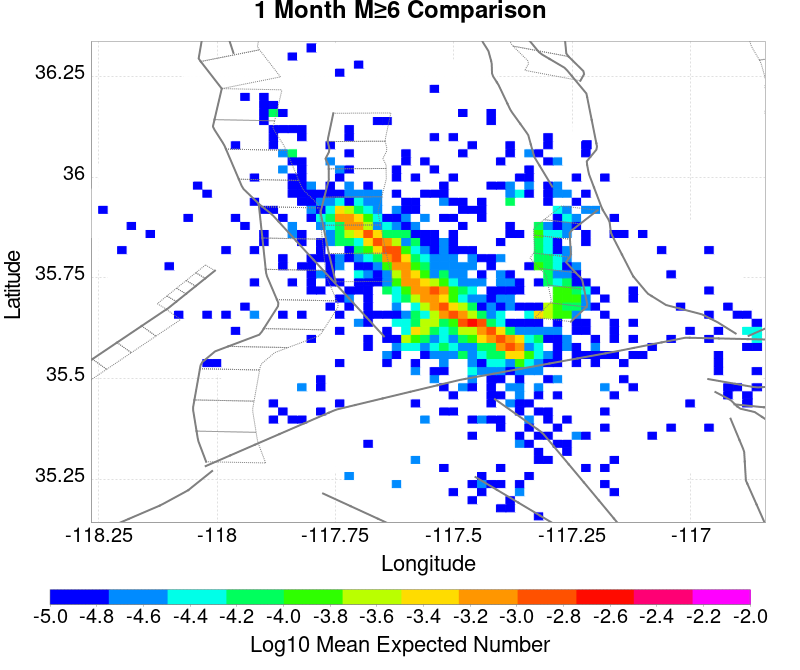 1 Month M≥6 Comparison
36.25
36
35.75
35.5
35.25
Latitude
-118.25 -118 -117.75 -117.5 -117.25 -117
Longitude
-5.0 -4.8 -4.6 -4.4 -4.2 -4.0 -3.8 -3.6 -3.4 -3.2 -3.0 -2.8 -2.6 -2.4 -2.2 -2.0
Log10 Mean Expected Number